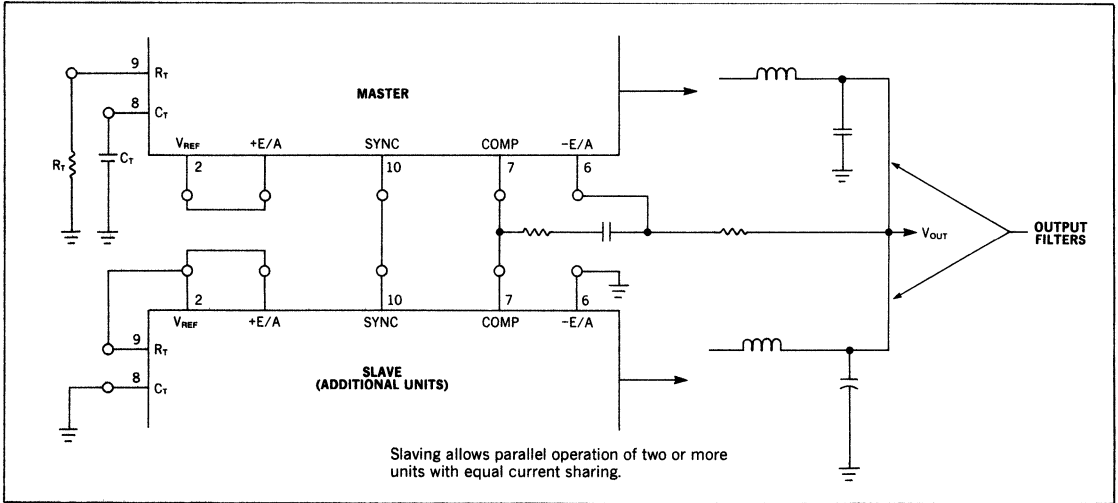 9 R_T
MASTER
8 C_T
V_REF +E/A SYNC COMP –E/A
R_T C_T 2 10 7 6
V_OUT
OUTPUT
FILTERS
2 10 7 6
V_REF +E/A SYNC COMP –E/A
9 R_T
8 C_T
SLAVE
(ADDITIONAL UNITS)
Slaving allows parallel operation of two or more
units with equal current sharing.